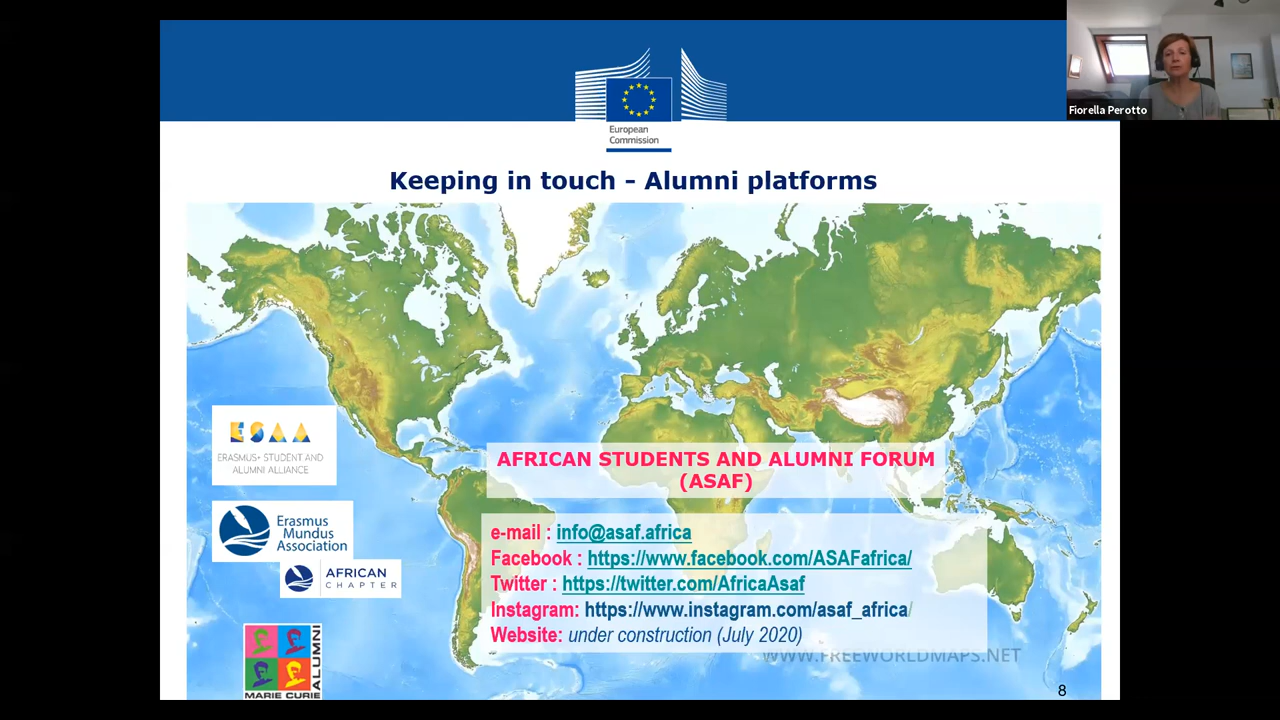 Fiorella Perotto
European
Commission
Keeping in touch – Alumni platforms
ESAA
ERASMUS+ STUDENT AND
ALUMNI ALLIANCE
Erasmus
Mundus
Association
AFRICAN
CHAPTER
MARIE CURIE
ALUMNI
AFRICAN STUDENTS AND ALUMNI FORUM
(ASAF)
e-mail : info@asaf.africa
Facebook : https://www.facebook.com/ASAFafrica/
Twitter : https://twitter.com/AfricaAsaf
Instagram: https://www.instagram.com/asaf_africa/
Website: under construction (July 2020)
WWW.FREEWORLDMAPS.NET
8